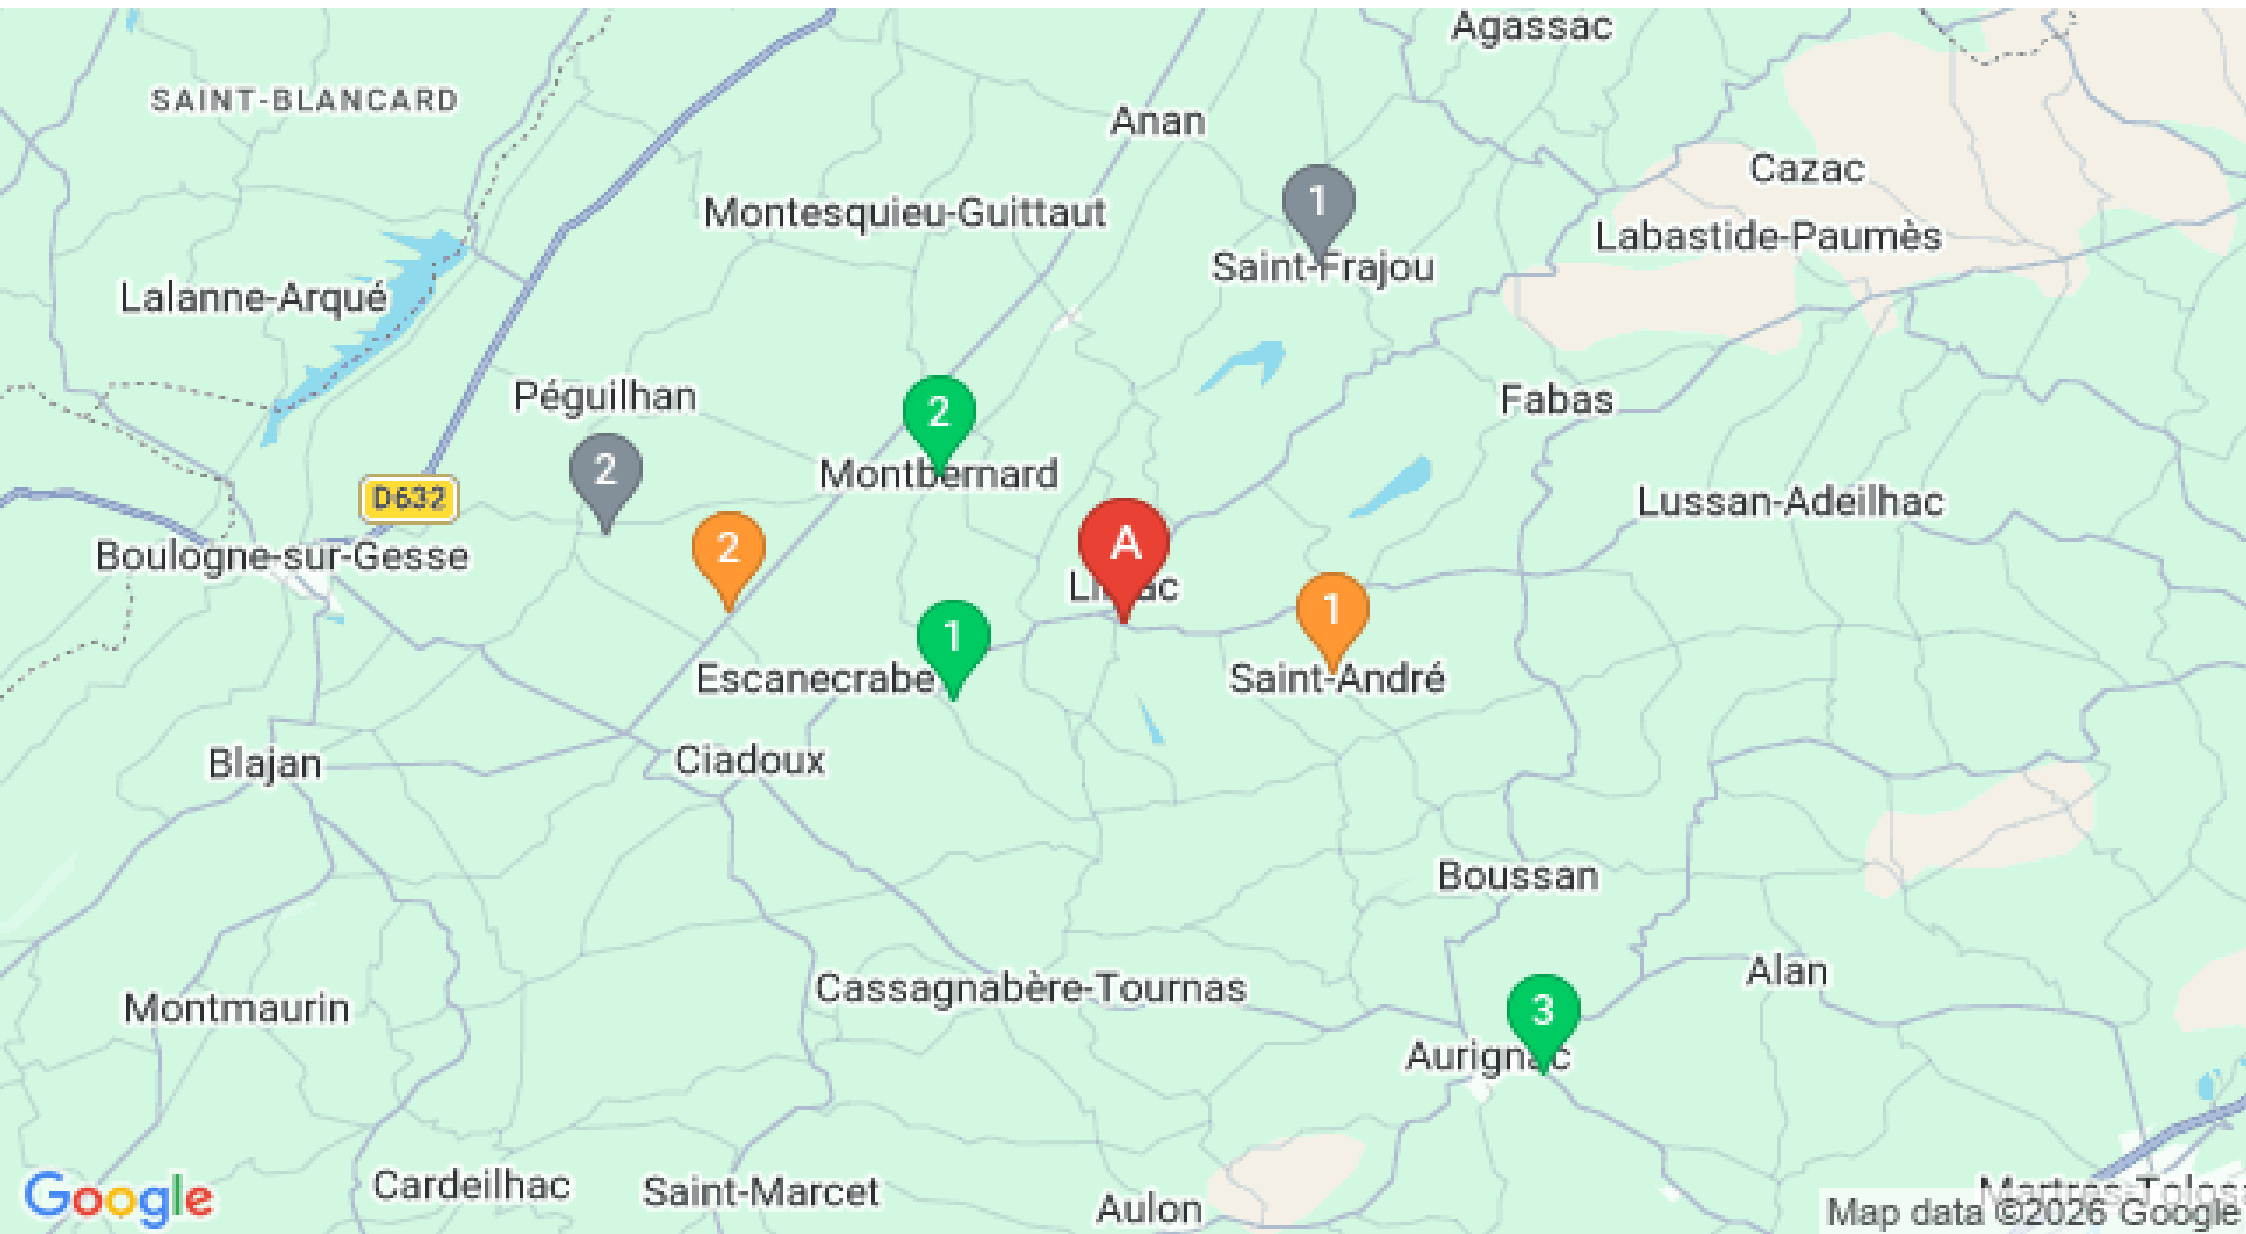 Agassac
SAINT-BLANCARD
Anan
Cazac
1
Montesquieu-Guittaut
Labastide-Paumès
Saint-Frajou
Lalanne-Arqué
Péguilhan
2
Fabas
2
Montbernard
D632
Lussan-Adeilhac
2
A
Boulogne-sur-Gesse
1
1
Escanecrabe
Saint-André
Blajan
Ciadoux
Boussan
Alan
Cassagnabère-Tournas
Montmaurin
3
Aurignac
Cardeilhac
Saint-Marcet
Google
Aulon
Map data ©2026 Google